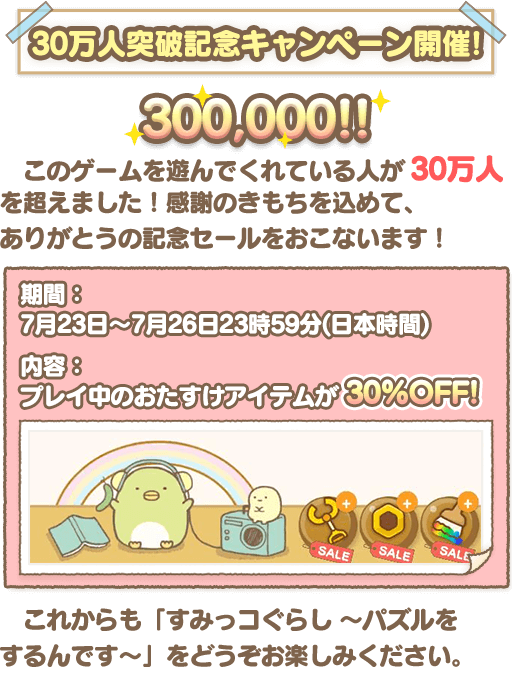 30万人突破記念キャンペーン開催!
300,000!!
このゲームを遊んでくれている人が 30万人
を超えました！感謝のきもちを込めて、
ありがとうの記念セールをおこないます！
期間：
7月23日～7月26日23時59分(日本時間)
内容：
プレイ中のおたすけアイテムが 30%OFF!
SALE
SALE
SALE
これからも「すみっコぐらし ～パズルを
するんです～」をどうぞお楽しみください。